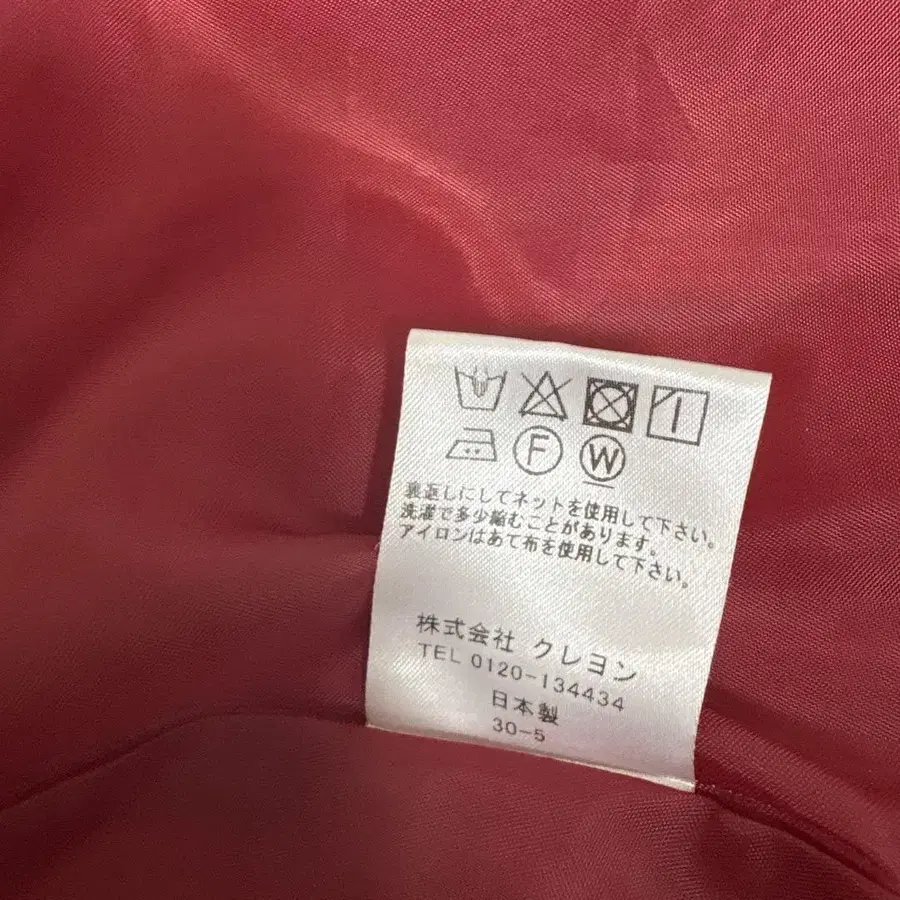 F W
裏返しにしてネットを使用して下さい。
洗濯で多少縮むことがあります。
アイロンはあて布を使用して下さい。
株式会社 クレヨン
TEL 0120-134434
日本製
30-5